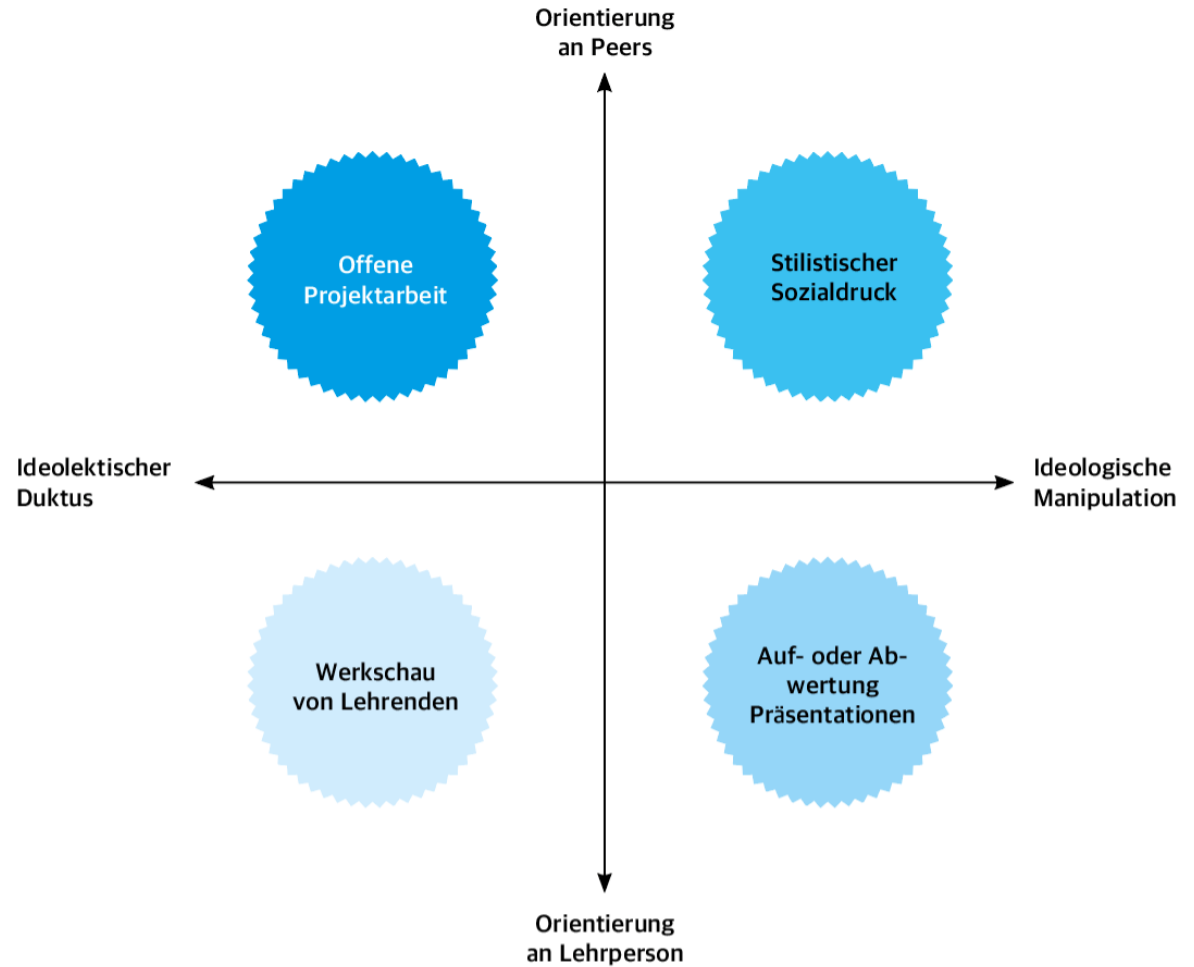 Orientierung
an Peers
Offene
Projektarbeit
Stilistischer
Sozialdruck
Ideolektischer
Duktus
Ideologische
Manipulation
Werkschau
von Lehrenden
Auf- oder Ab-
wertung
Präsentationen
Orientierung
an Lehrperson